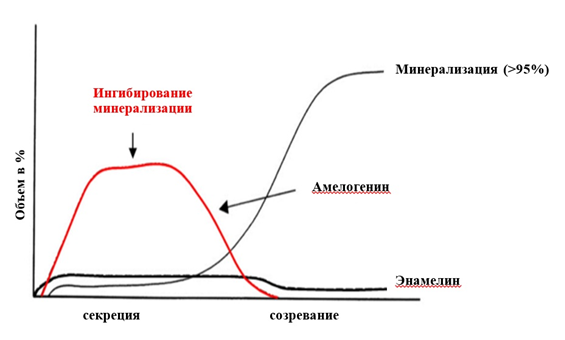 Минерализация (>95%)
Ингибирование
минерализации
Амелогенин
Объем в %
Энамелин
секреция
созревание